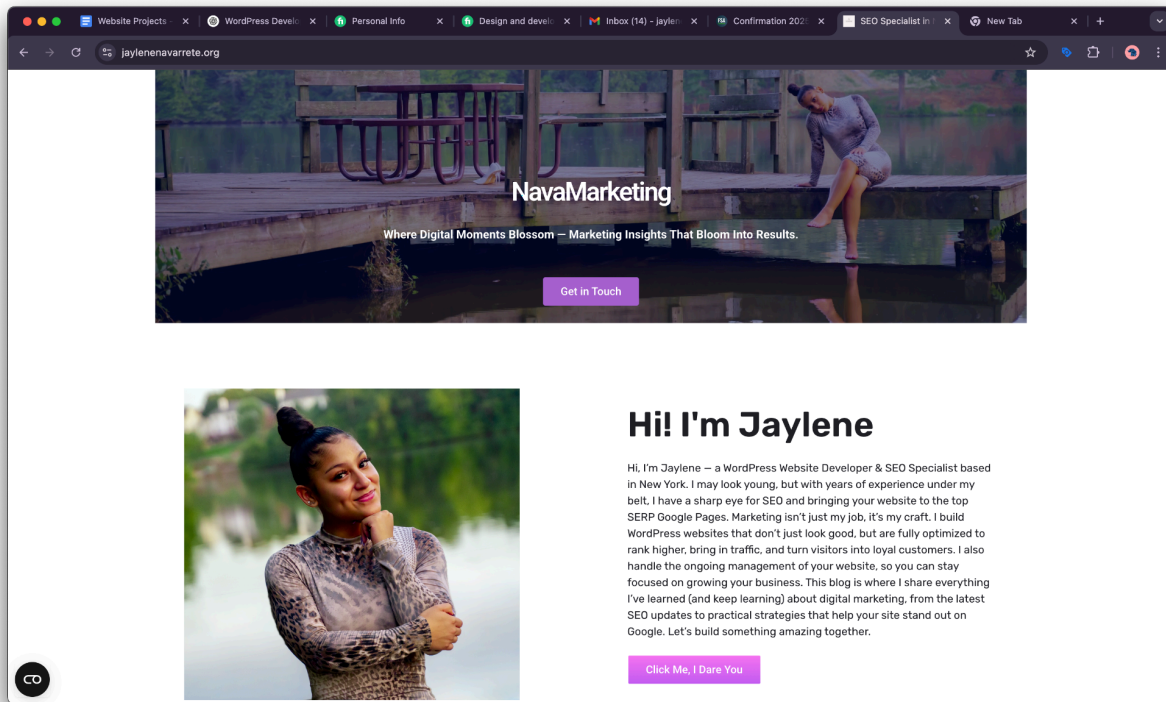 Website Projects -
WordPress Develo
Personal Info
Design and develo
Inbox (14) - jaylen
Confirmation 2025
SEO Specialist in
New Tab
jaylenenavarrete.org
NavaMarketing
Where Digital Moments Blossom — Marketing Insights That Bloom Into Results.
Get in Touch
Hi! I'm Jaylene
Hi, I'm Jaylene — a WordPress Website Developer & SEO Specialist based
in New York. I may look young, but with years of experience under my
belt, I have a sharp eye for SEO and bringing your website to the top
SERP Google Pages. Marketing isn't just my job, it's my craft. I build
WordPress websites that don't just look good, but are fully optimized to
rank higher, bring in traffic, and turn visitors into loyal customers. I also
handle the ongoing management of your website, so you can stay
focused on growing your business. This blog is where I share everything
I've learned (and keep learning) about digital marketing, from the latest
SEO updates to practical strategies that help your site stand out on
Google. Let's build something amazing together.
Click Me, I Dare You